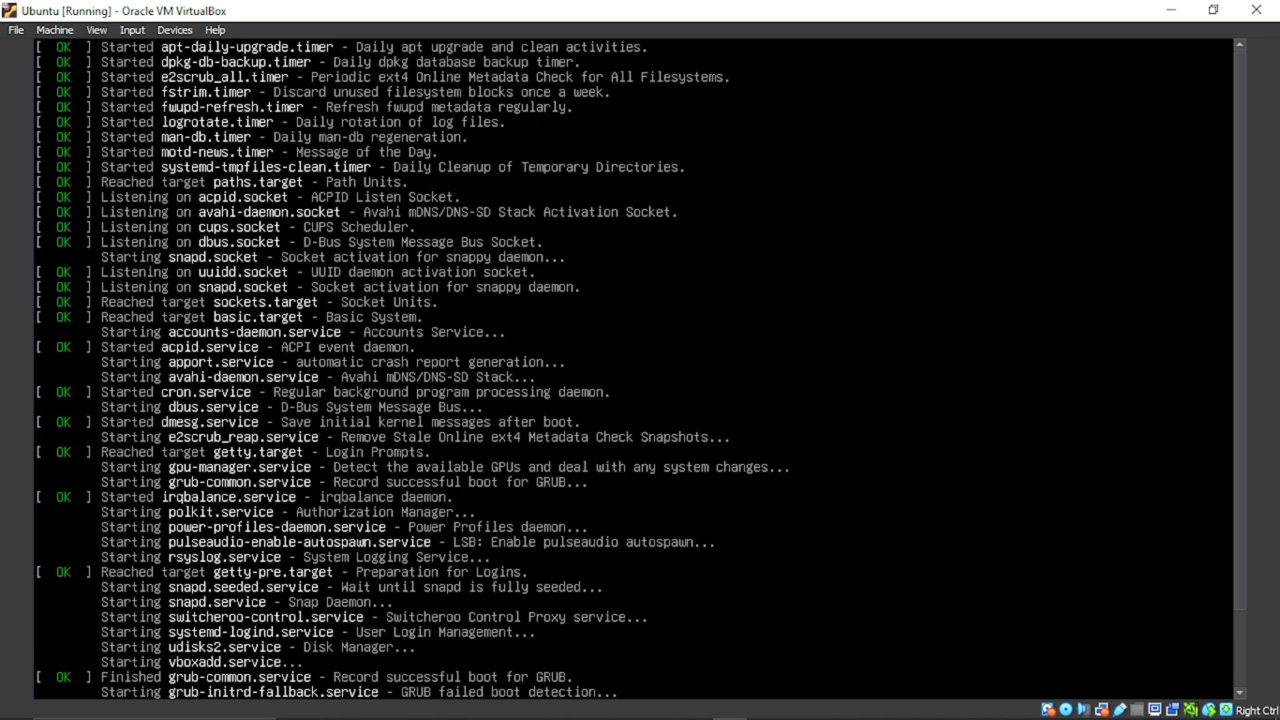 Ubuntu [Running] - Oracle VM VirtualBox
File Machine View Input Devices Help
[ OK ] Started apt-daily-upgrade.timer - Daily apt upgrade and clean activities.
[ OK ] Started dpkg-db-backup.timer - Daily dpkg database backup timer.
[ OK ] Started e2scrub_all.timer - Periodic ext4 Online Metadata Check for All Filesystems.
[ OK ] Started fstrim.timer - Discard unused filesystem blocks once a week.
[ OK ] Started fwupd-refresh.timer - Refresh fwupd metadata regularly.
[ OK ] Started logrotate.timer - Daily rotation of log files.
[ OK ] Started man-db.timer - Daily man-db regeneration.
[ OK ] Started motd-news.timer - Message of the Day.
[ OK ] Started systemd-tmpfiles-clean.timer - Daily Cleanup of Temporary Directories.
[ OK ] Reached target paths.target - Path Units.
[ OK ] Listening on acpid.socket - ACPID Listen Socket.
[ OK ] Listening on avahi-daemon.socket - Avahi mDNS/DNS-SD Stack Activation Socket.
[ OK ] Listening on cups.socket - CUPS Scheduler.
[ OK ] Listening on dbus.socket - D-Bus System Message Bus Socket.
Starting snapd.socket - Socket activation for snappy daemon...
[ OK ] Listening on uuidd.socket - UUID daemon activation socket.
[ OK ] Listening on snapd.socket - Socket activation for snappy daemon.
[ OK ] Reached target sockets.target - Socket Units.
[ OK ] Reached target basic.target - Basic System.
Starting accounts-daemon.service - Accounts Service...
[ OK ] Started acpid.service - ACPI event daemon.
Starting apport.service - automatic crash report generation...
Starting avahi-daemon.service - Avahi mDNS/DNS-SD Stack...
[ OK ] Started cron.service - Regular background program processing daemon.
Starting dbus.service - D-Bus System Message Bus...
[ OK ] Started dmesg.service - Save initial kernel messages after boot.
Starting e2scrub_reap.service - Remove Stale Online ext4 Metadata Check Snapshots...
[ OK ] Reached target getty.target - Login Prompts.
Starting gpu-manager.service - Detect the available GPUs and deal with any system changes...
Starting grub-common.service - Record successful boot for GRUB...
[ OK ] Started irqbalance.service - irqbalance daemon.
Starting polkit.service - Authorization Manager...
Starting power-profiles-daemon.service - Power Profiles daemon...
Starting pulseaudio-enable-autospawn.service - LSB: Enable pulseaudio autospawn...
Starting rsyslog.service - System Logging Service...
[ OK ] Reached target getty-pre.target - Preparation for Logins.
Starting snapd.seeded.service - Wait until snapd is fully seeded...
Starting snapd.service - Snap Daemon...
Starting switcheroo-control.service - Switcheroo Control Proxy service...
Starting systemd-logind.service - User Login Management...
Starting udisks2.service - Disk Manager...
Starting vboxadd.service...
[ OK ] Finished grub-common.service - Record successful boot for GRUB.
Starting grub-initrd-fallback.service - GRUB failed boot detection...
Right Ctrl